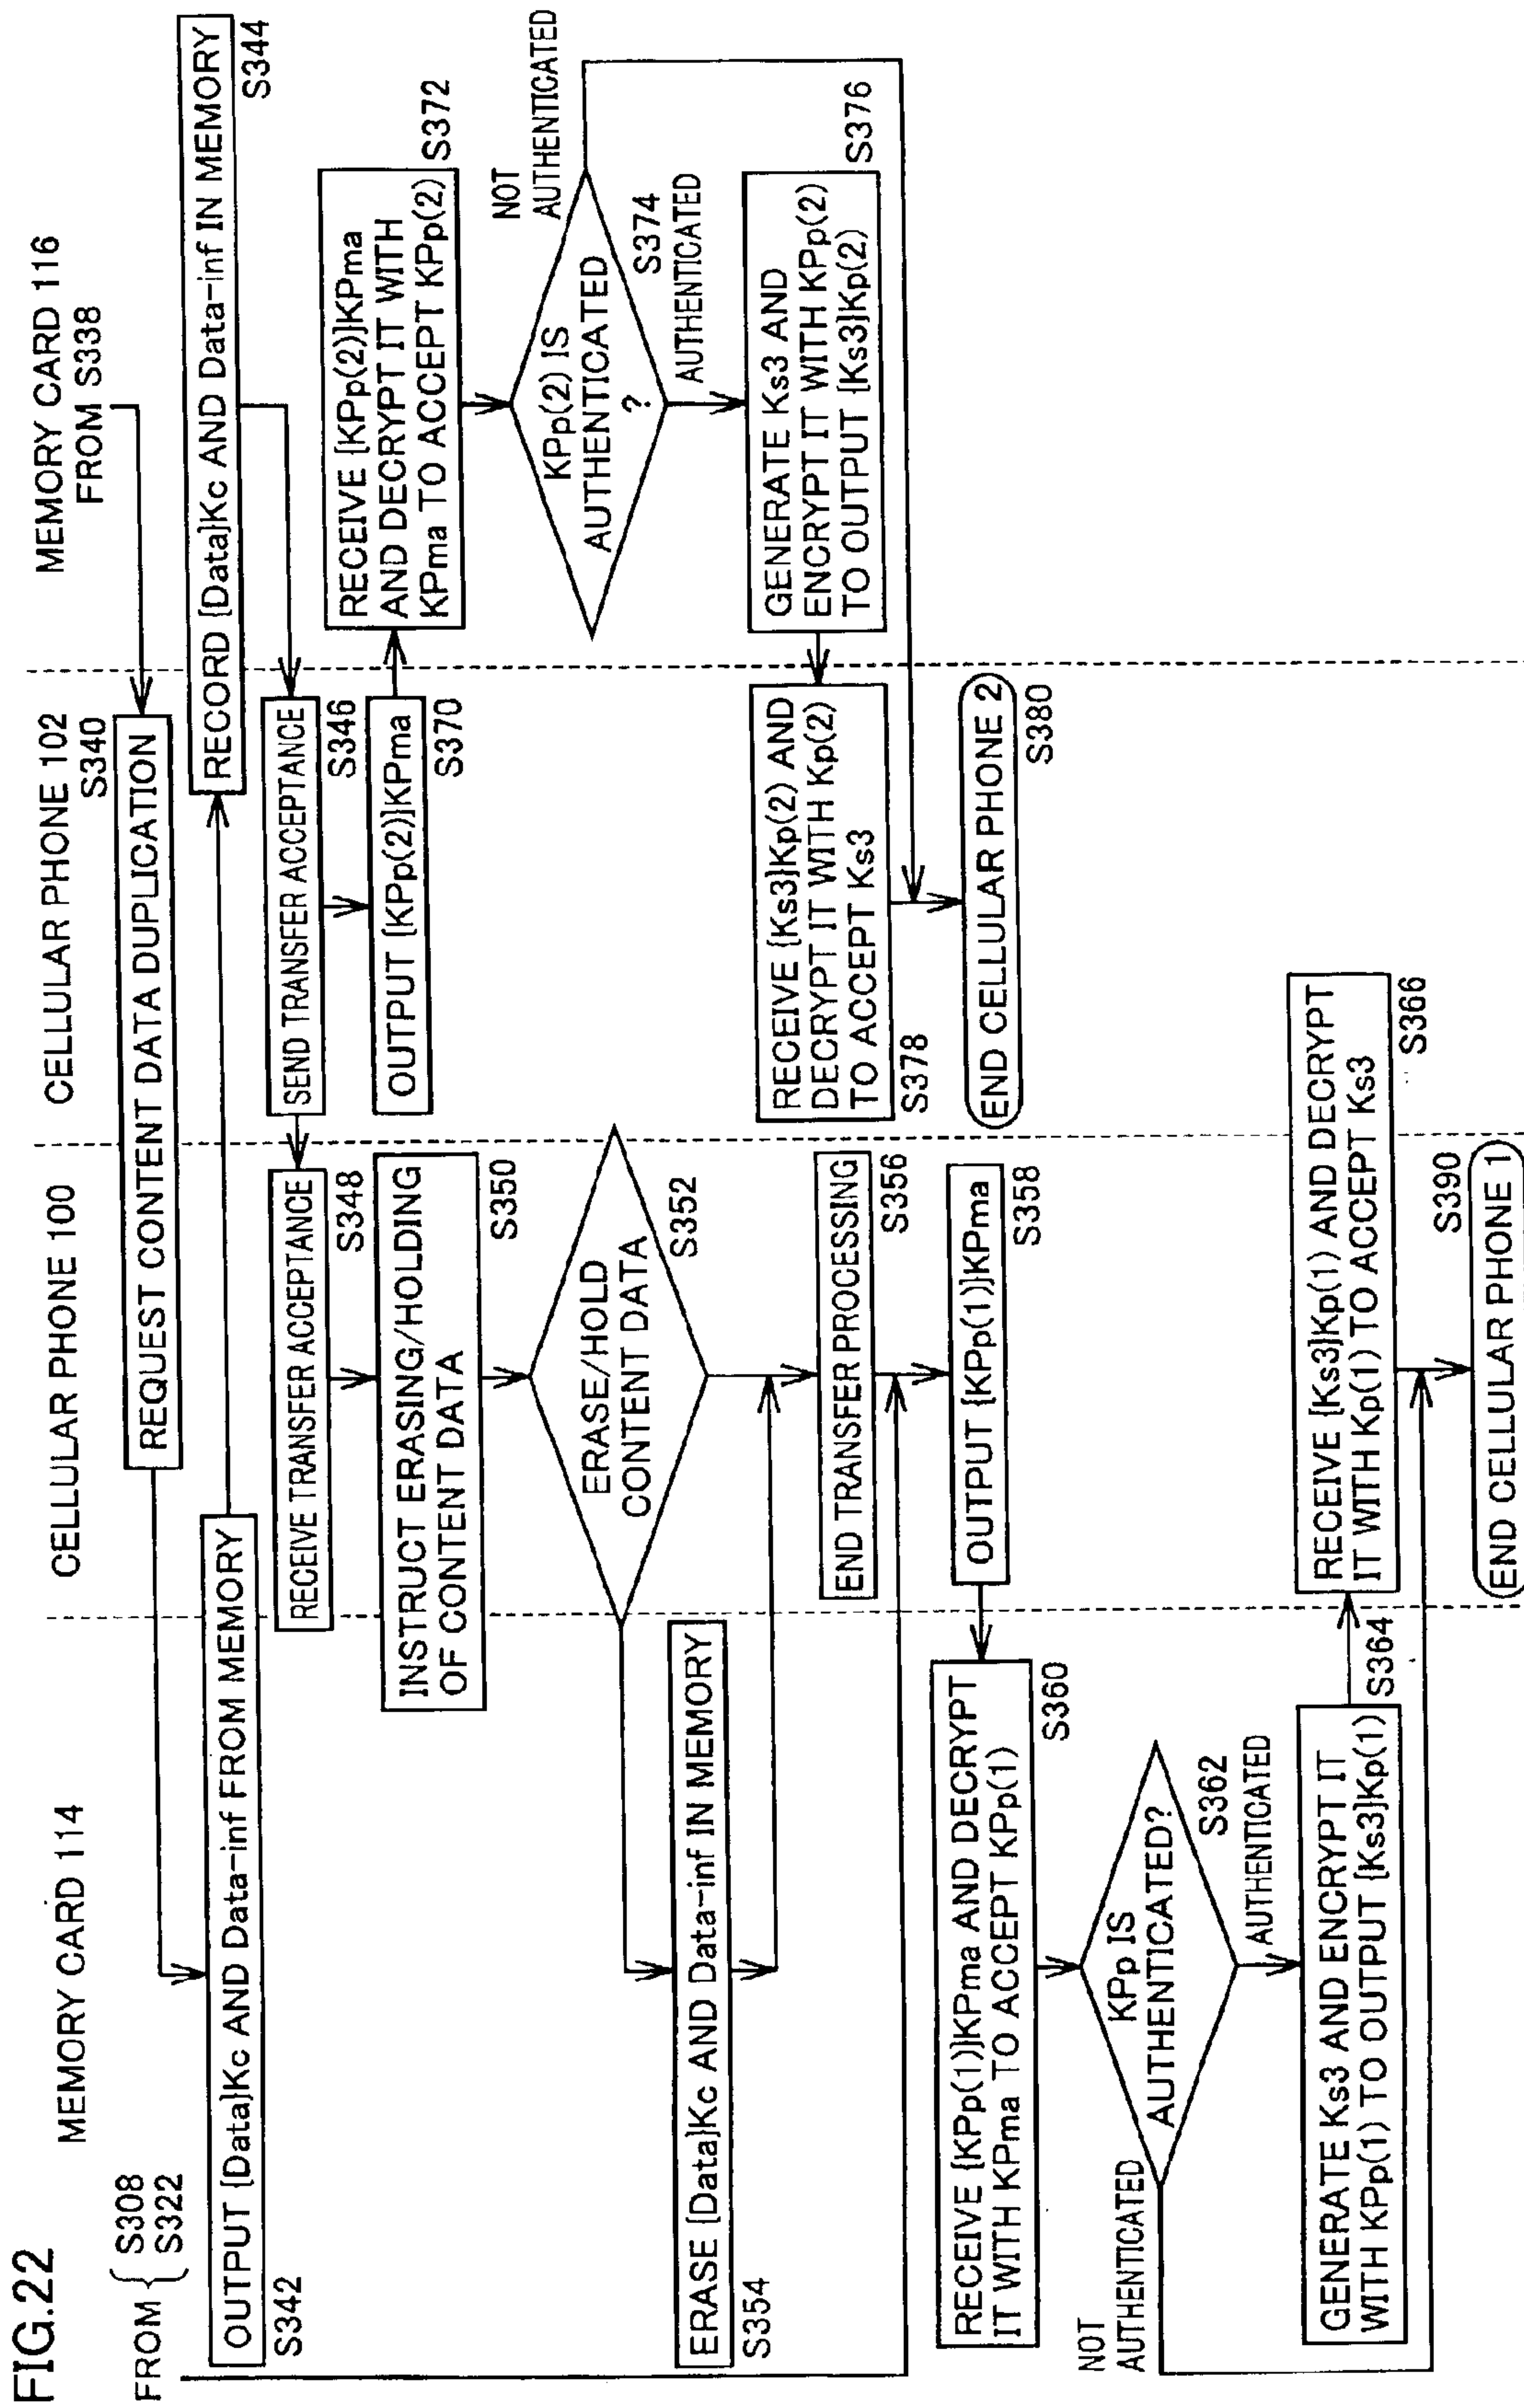 FIG.22
MEMORY CARD 114
CELLULAR PHONE 100
CELLULAR PHONE 102
MEMORY CARD 116
FROM { S308
S322
FROM S338
S340
REQUEST CONTENT DATA DUPLICATION
OUTPUT {Data}Kc AND Data-inf FROM MEMORY
S342
RECORD {Data}Kc AND Data-inf IN MEMORY
S344
SEND TRANSFER ACCEPTANCE
S346
RECEIVE TRANSFER ACCEPTANCE
S348
OUTPUT {KPp(2)}KPma
S370
RECEIVE {KPp(2)}KPma
AND DECRYPT IT WITH
KPma TO ACCEPT KPp(2)
S372
INSTRUCT ERASING/HOLDING
OF CONTENT DATA
S350
ERASE/HOLD
CONTENT DATA
S352
KPp(2) IS
AUTHENTICATED
?
S374
NOT
AUTHENTICATED
AUTHENTICATED
ERASE {Data}Kc AND Data-inf IN MEMORY
S354
GENERATE Ks3 AND
ENCRYPT IT WITH KPp(2)
TO OUTPUT {Ks3}Kp(2)
S376
RECEIVE {Ks3}Kp(2) AND
DECRYPT IT WITH Kp(2)
TO ACCEPT Ks3
S378
END TRANSFER PROCESSING
S356
END CELLULAR PHONE 2
S380
OUTPUT {KPp(1)}KPma
S358
RECEIVE {KPp(1)}KPma AND DECRYPT
IT WITH KPma TO ACCEPT KPp(1)
S360
KPp IS
AUTHENTICATED?
S362
NOT
AUTHENTICATED
AUTHENTICATED
GENERATE Ks3 AND ENCRYPT IT
WITH KPp(1) TO OUTPUT {Ks3}Kp(1)
S364
RECEIVE {Ks3}Kp(1) AND DECRYPT
IT WITH Kp(1) TO ACCEPT Ks3
S366
S390
END CELLULAR PHONE 1